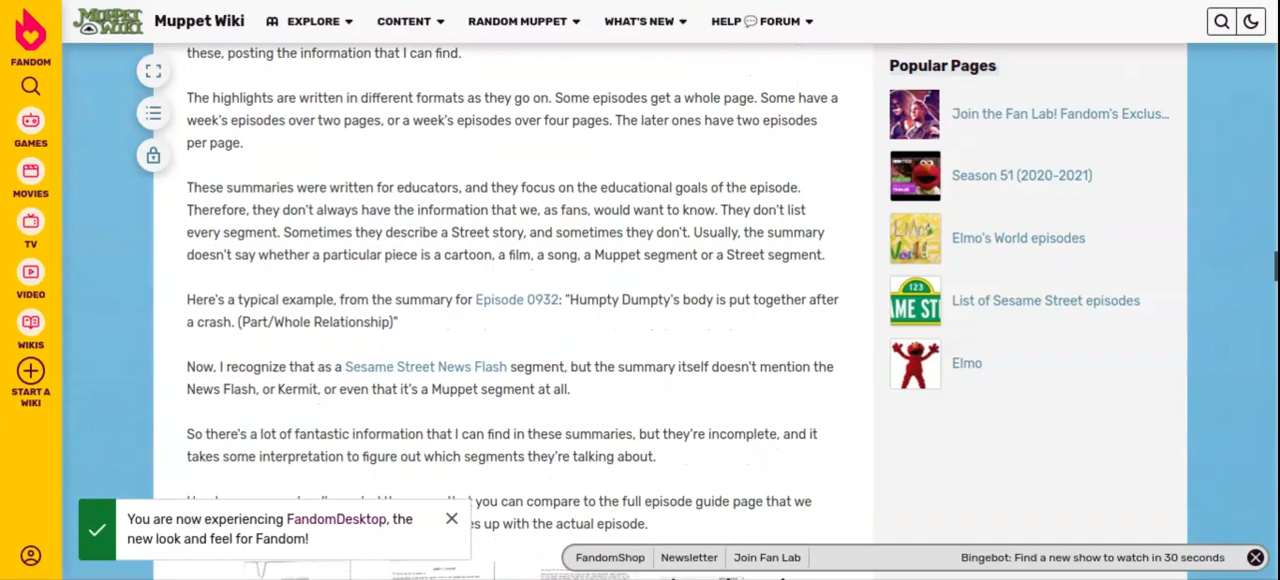 MUPPET WIKI
Muppet Wiki
EXPLORE
CONTENT
RANDOM MUPPET
WHAT'S NEW
HELP 💬 FORUM
FANDOM
GAMES
MOVIES
TV
VIDEO
WIKIS
START A
WIKI
these, posting the information that I can find.
The highlights are written in different formats as they go on. Some episodes get a whole page. Some have a
week's episodes over two pages, or a week's episodes over four pages. The later ones have two episodes
per page.
These summaries were written for educators, and they focus on the educational goals of the episode.
Therefore, they don't always have the information that we, as fans, would want to know. They don't list
every segment. Sometimes they describe a Street story, and sometimes they don't. Usually, the summary
doesn't say whether a particular piece is a cartoon, a film, a song, a Muppet segment or a Street segment.
Here's a typical example, from the summary for Episode 0932: "Humpty Dumpty's body is put together after
a crash. (Part/Whole Relationship)"
Now, I recognize that as a Sesame Street News Flash segment, but the summary itself doesn't mention the
News Flash, or Kermit, or even that it's a Muppet segment at all.
So there's a lot of fantastic information that I can find in these summaries, but they're incomplete, and it
takes some interpretation to figure out which segments they're talking about.
you can compare to the full episode guide page that we
es up with the actual episode.
You are now experiencing FandomDesktop, the
new look and feel for Fandom!
Popular Pages
Join the Fan Lab! Fandom's Exclus...
Season 51 (2020-2021)
Elmo's World episodes
123
AME ST
List of Sesame Street episodes
Elmo
FandomShop
Newsletter
Join Fan Lab
Bingebot: Find a new show to watch in 30 seconds